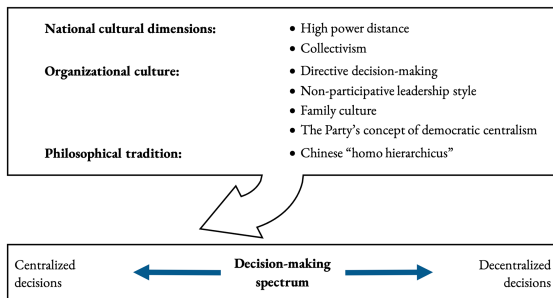 National cultural dimensions: • High power distance
• Collectivism
Organizational culture: • Directive decision-making
• Non-participative leadership style
• Family culture
• The Party’s concept of democratic centralism
Philosophical tradition: • Chinese “homo hierarchicus”
Centralized decisions
Decision-making spectrum
Decentralized decisions